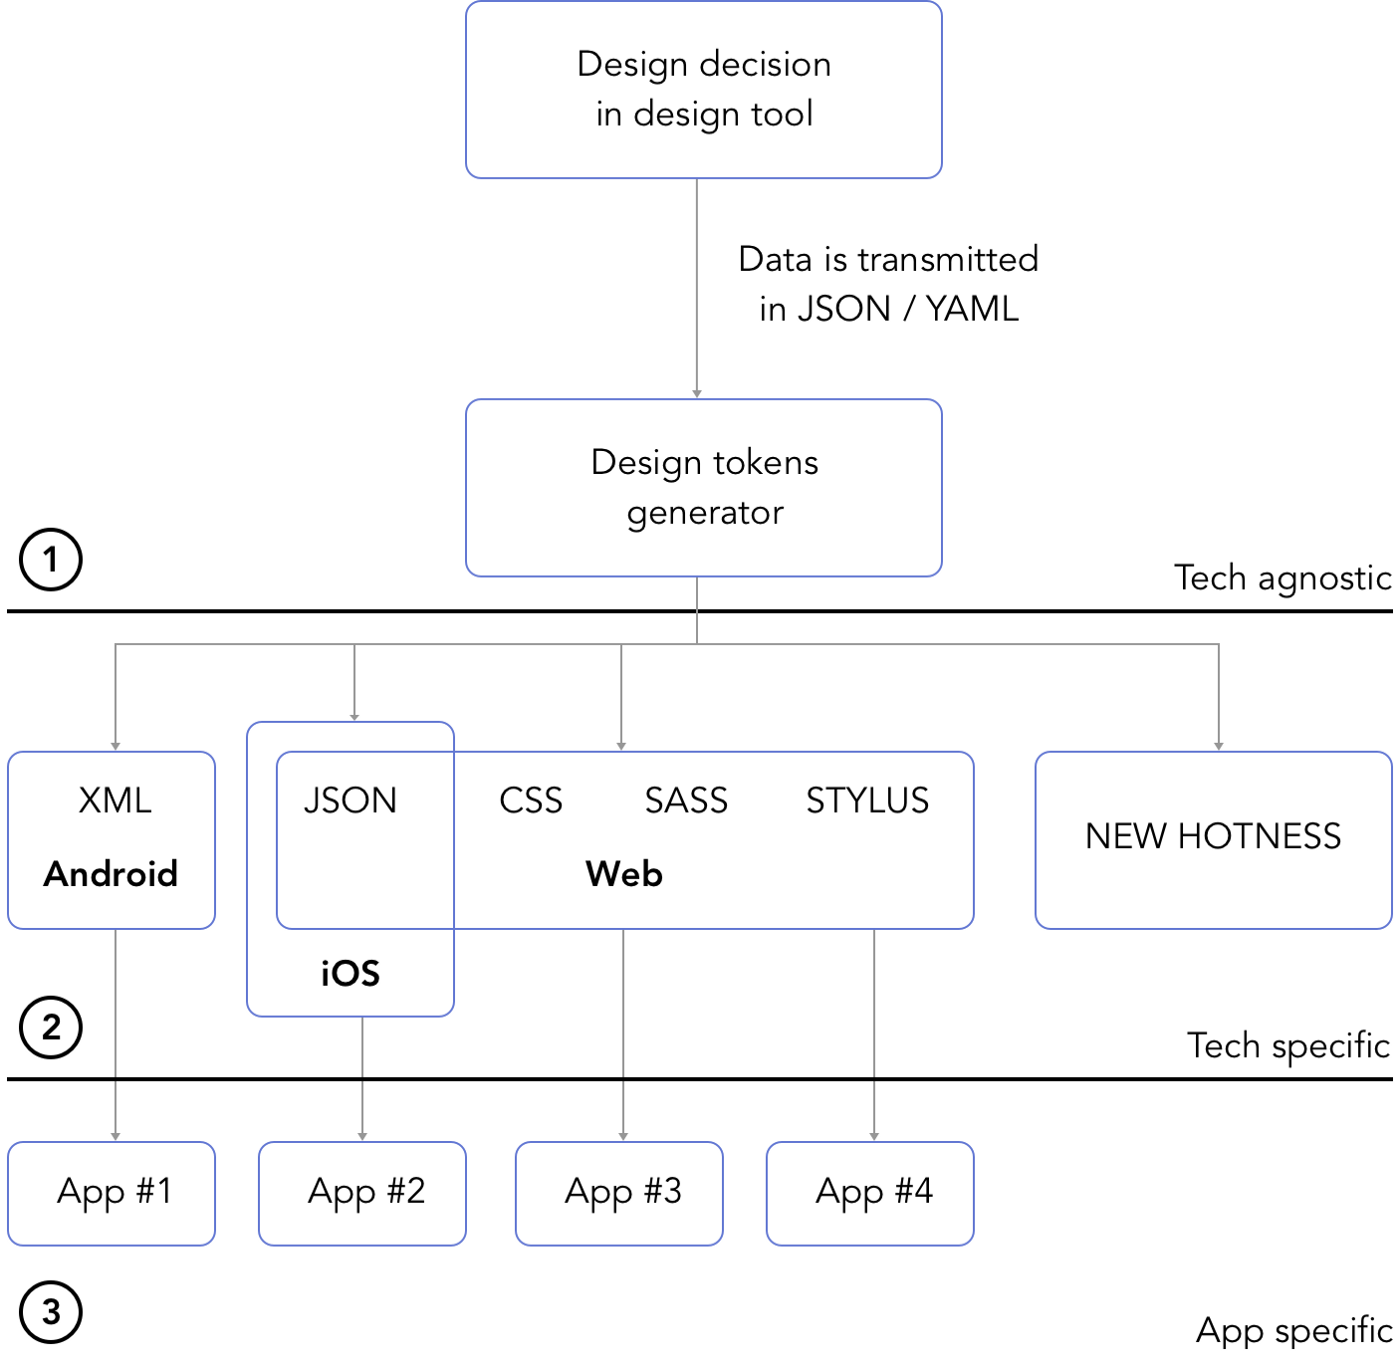 Design decision
in design tool
Data is transmitted
in JSON / YAML
Design tokens
generator
1
Tech agnostic
XML
Android
JSON
iOS
CSS SASS STYLUS
Web
NEW HOTNESS
2
Tech specific
App #1
App #2
App #3
App #4
3
App specific